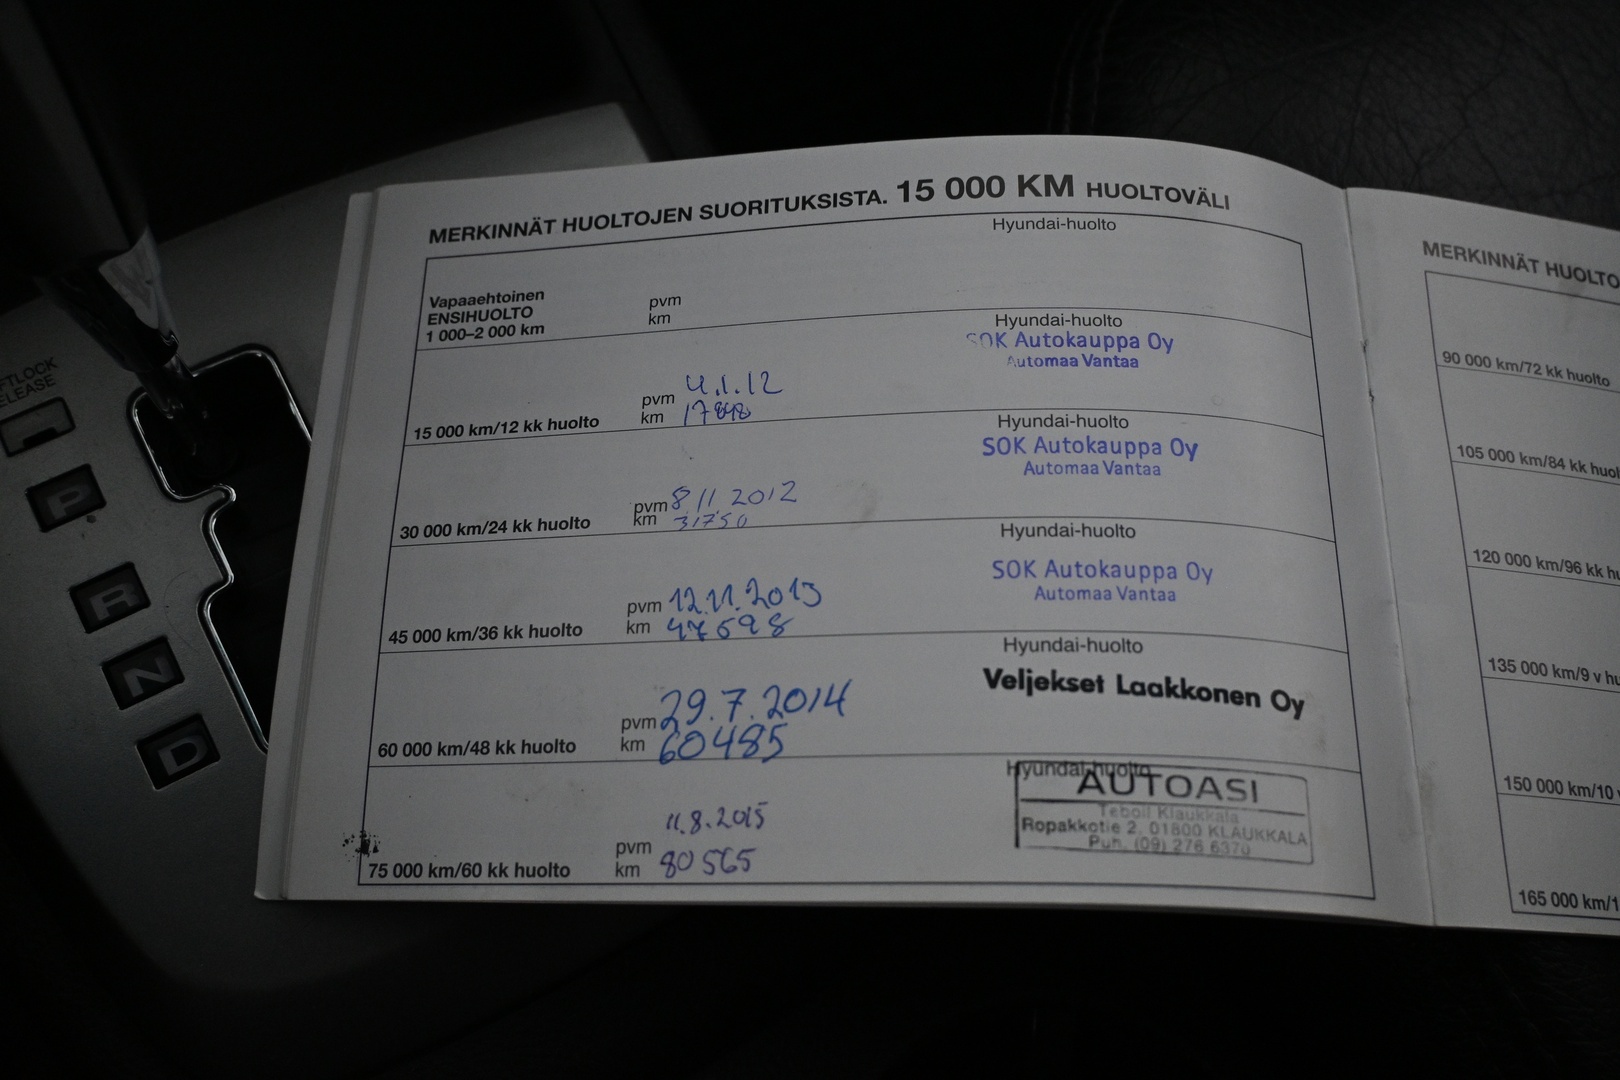 MERKINNÄT HUOLTOJEN SUORITUKSISTA. 15 000 KM HUOLTOVÄLI
Hyundai-huolto
Vapaaehtoinen
ENSIHUOLTO
1 000–2 000 km
pvm
km
Hyundai-huolto
SOK Autokauppa Oy
Automaa Vantaa
15 000 km/12 kk huolto
pvm 4.1.12
km
Hyundai-huolto
SOK Autokauppa Oy
Automaa Vantaa
30 000 km/24 kk huolto
pvm 8.11.2012
km 31750
Hyundai-huolto
SOK Autokauppa Oy
Automaa Vantaa
45 000 km/36 kk huolto
pvm 12.11.2013
km 47698
Hyundai-huolto
Veljekset Laakkonen Oy
60 000 km/48 kk huolto
pvm 29.7.2014
km 60485
Hyundai-huolto
AUTOASI
Teboil Klaukkala
Ropakkotie 2, 01800 KLAUKKALA
Puh. (09) 276 6370
75 000 km/60 kk huolto
11.8.2015
pvm
km 80565
MERKINNÄT
90 000 km/72 kk huolto
105 000 km/84 kk
120 000 km/96 kk
135 000 km/9 v
150 000 km/10
165 000
P
R
N
D